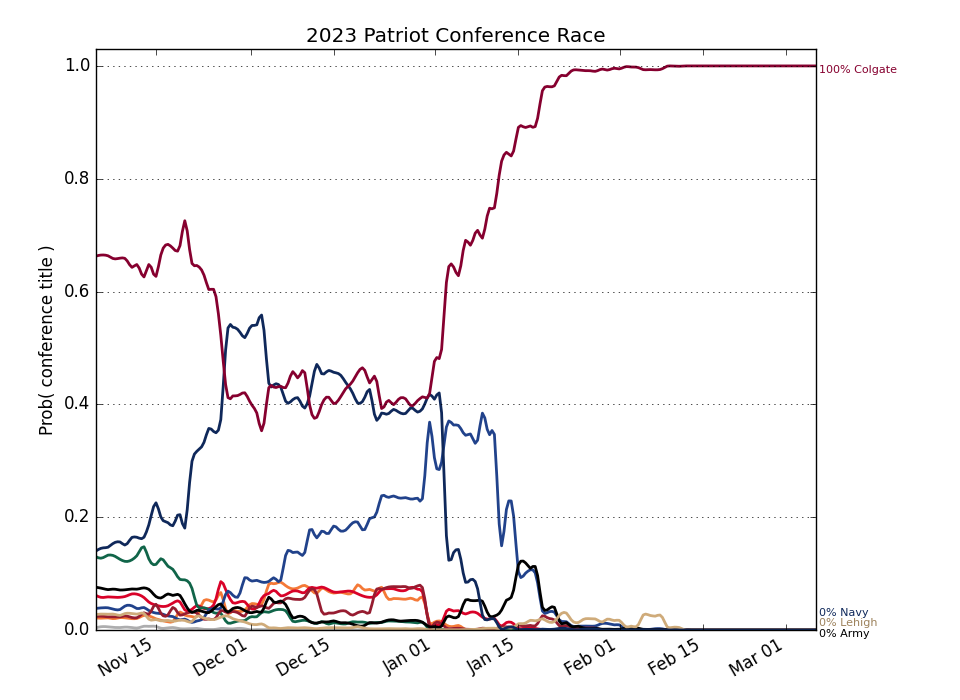 2023 Patriot Conference Race
Prob( conference title )
1.0
0.8
0.6
0.4
0.2
0.0
100% Colgate
0% Navy
0% Lehigh
0% Army
Nov 15
Dec 01
Dec 15
Jan 01
Jan 15
Feb 01
Feb 15
Mar 01